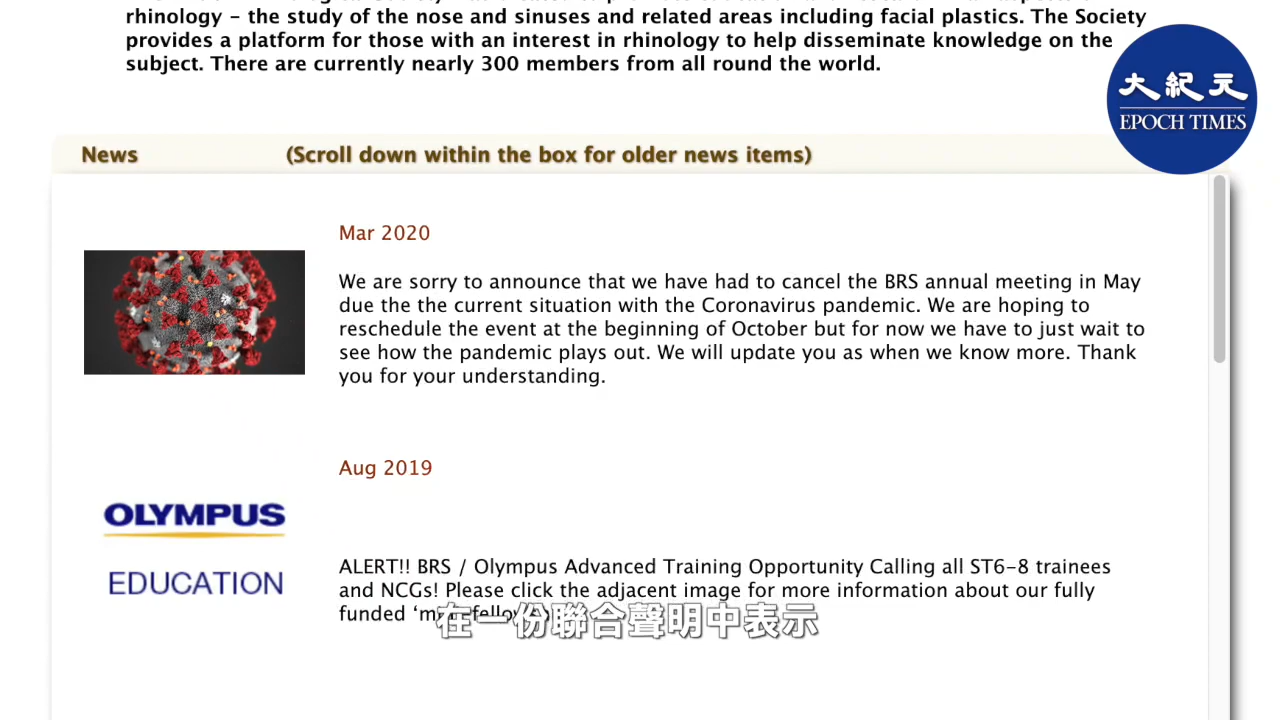 rhinology – the study of the nose and sinuses and related areas including facial plastics. The Society
provides a platform for those with an interest in rhinology to help disseminate knowledge on the
subject. There are currently nearly 300 members from all round the world.
大紀元
EPOCH TIMES
News (Scroll down within the box for older news items)
Mar 2020
We are sorry to announce that we have had to cancel the BRS annual meeting in May
due the the current situation with the Coronavirus pandemic. We are hoping to
reschedule the event at the beginning of October but for now we have to just wait to
see how the pandemic plays out. We will update you as when we know more. Thank
you for your understanding.
Aug 2019
OLYMPUS
EDUCATION
ALERT!! BRS / Olympus Advanced Training Opportunity Calling all ST6–8 trainees
and NCGs! Please click the adjacent image for more information about our fully
funded
在一份聯合聲明中表示